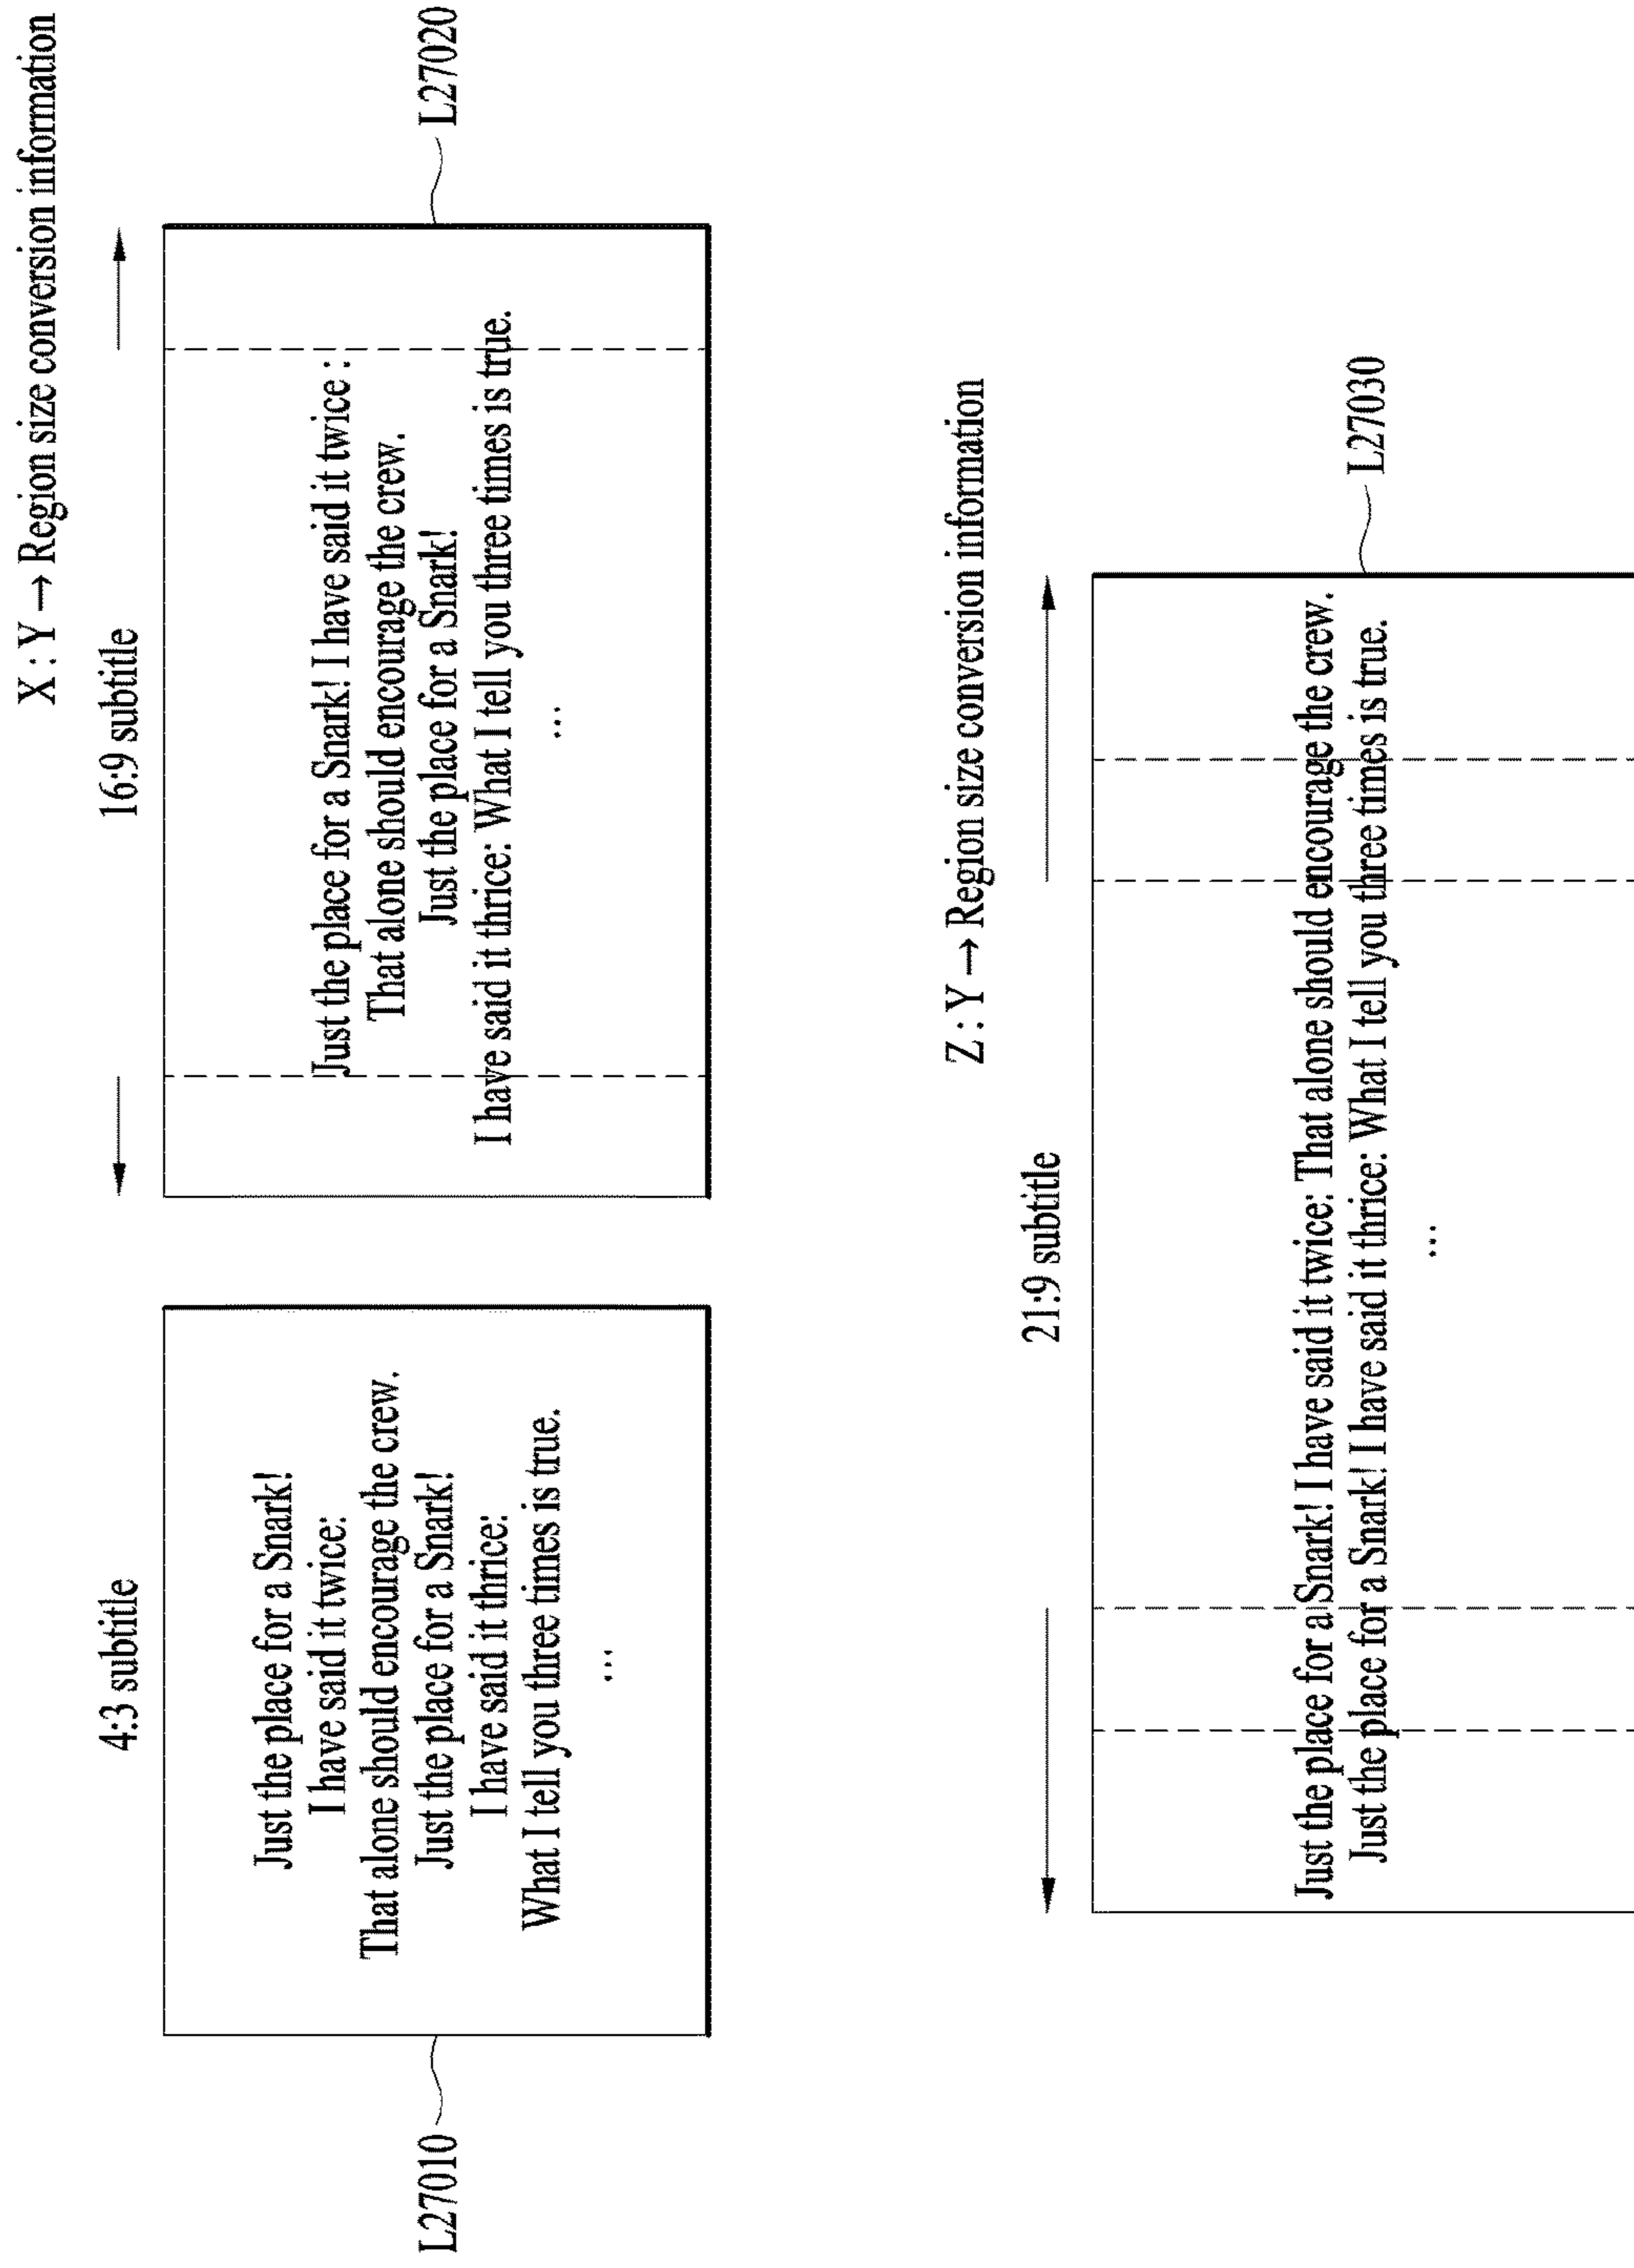 4:3 subtitle
Just the place for a Snark!
I have said it twice:
That alone should encourage the crew.
Just the place for a Snark!
I have said it thrice:
What I tell you three times is true.
...
L27010
X : Y → Region size conversion information
16:9 subtitle
Just the place for a Snark! I have said it twice :
That alone should encourage the crew.
Just the place for a Snark!
I have said it thrice: What I tell you three times is true.
...
L27020
Z : Y → Region size conversion information
21:9 subtitle
Just the place for a Snark! I have said it twice: That alone should encourage the crew.
Just the place for a Snark! I have said it thrice: What I tell you three times is true.
...
L27030